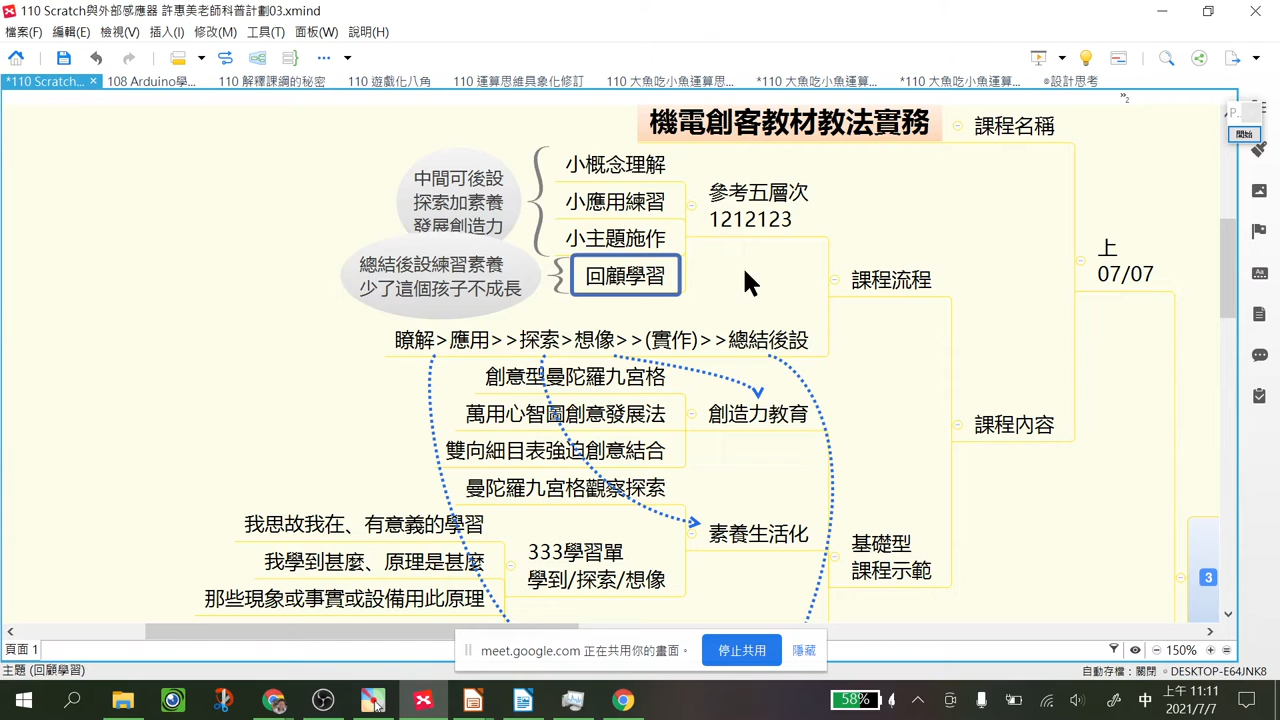 110 Scratch與外部感應器 許惠美老師科普計劃03.xmind
檔案(F) 編輯(E) 檢視(V) 插入(I) 修改(M) 工具(T) 面板(W) 說明(H)
*110 Scratch... × 108 Arduino學... 110 解釋課綱的秘密 110 遊戲化八角 110 運算思維具象化修訂 110 大魚吃小魚運算思... *110 大魚吃小魚運算... *110 大魚吃小魚運算... ※設計思考
»2
機電創客教材教法實務
課程名稱
開始
中間可後設
探索加素養
發展創造力
小概念理解
小應用練習
小主題施作
參考五層次
1212123
上
07/07
總結後設練習素養
少了這個孩子不成長
回顧學習
課程流程
瞭解>應用>>探索>想像>>(實作)>>總結後設
創意型曼陀羅九宮格
萬用心智圖創意發展法
雙向細目表強迫創意結合
創造力教育
課程內容
曼陀羅九宮格觀察探索
素養生活化
我思故我在、有意義的學習
我學到甚麼、原理是甚麼
那些現象或事實或設備用此原理
333學習單
學到/探索/想像
基礎型
課程示範
3
meet.google.com 正在共用你的畫面。 停止共用 隱藏
頁面 1
150%
主題 (回顧學習)
自動存檔：關閉 DESKTOP-E64JNK8
58%
中
上午 11:11
2021/7/7